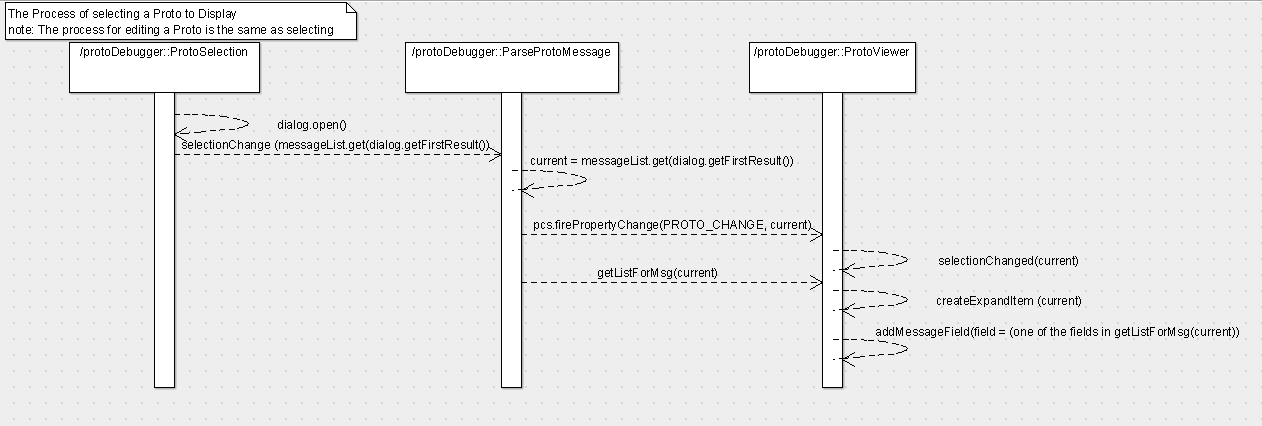 The Process of selecting a Proto to Display
note: The process for editing a Proto is the same as selecting
/protoDebugger::ProtoSelection
/protoDebugger::ParseProtoMessage
/protoDebugger::ProtoViewer
dialog.open()
selectionChange (messageList.get(dialog.getFirstResult())
current = messageList.get(dialog.getFirstResult())
pcs.firePropertyChange(PROTO_CHANGE, current)
selectionChanged(current)
getListForMsg(current)
createExpandItem (current)
addMessageField(field = (one of the fields in getListForMsg(current))